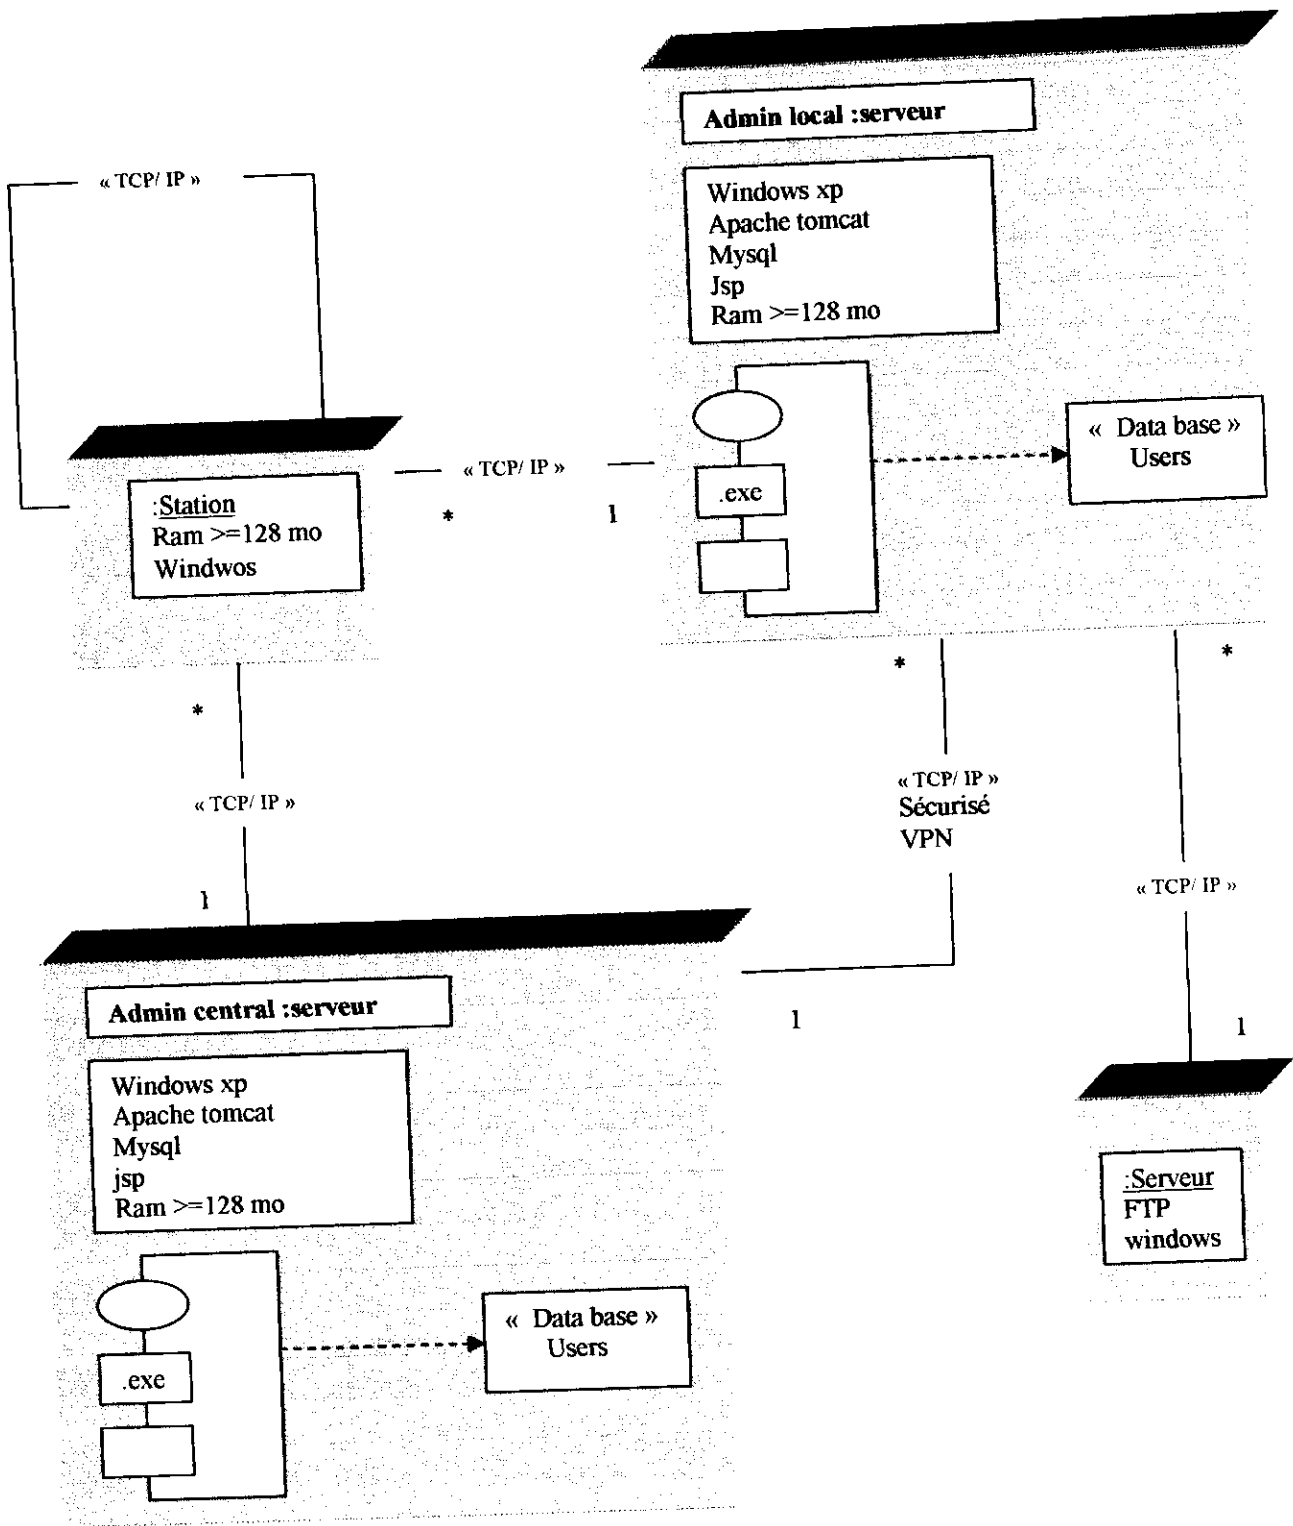 Admin local :serveur
« TCP/ IP »
Windows xp
Apache tomcat
Mysql
Jsp
Ram >=128 mo
« Data base »
Users
« TCP/ IP »
.exe
:Station
Ram >=128 mo
Windwos
*
1
*
*
*
« TCP/ IP »
Sécurisé
VPN
« TCP/ IP »
« TCP/ IP »
1
Admin central :serveur
1
1
Windows xp
Apache tomcat
Mysql
jsp
Ram >=128 mo
:Serveur
FTP
windows
« Data base »
Users
.exe